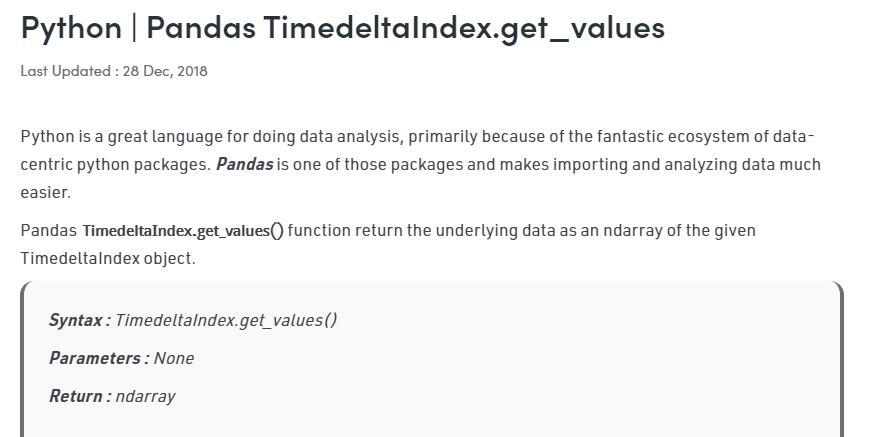 Python | Pandas TimedeltaIndex.get_values
Last Updated : 28 Dec, 2018
Python is a great language for doing data analysis, primarily because of the fantastic ecosystem of data-
centric python packages. Pandas is one of those packages and makes importing and analyzing data much
easier.
Pandas TimedeltaIndex.get_values() function return the underlying data as an ndarray of the given
TimedeltaIndex object.
Syntax : TimedeltaIndex.get_values()
Parameters : None
Return : ndarray